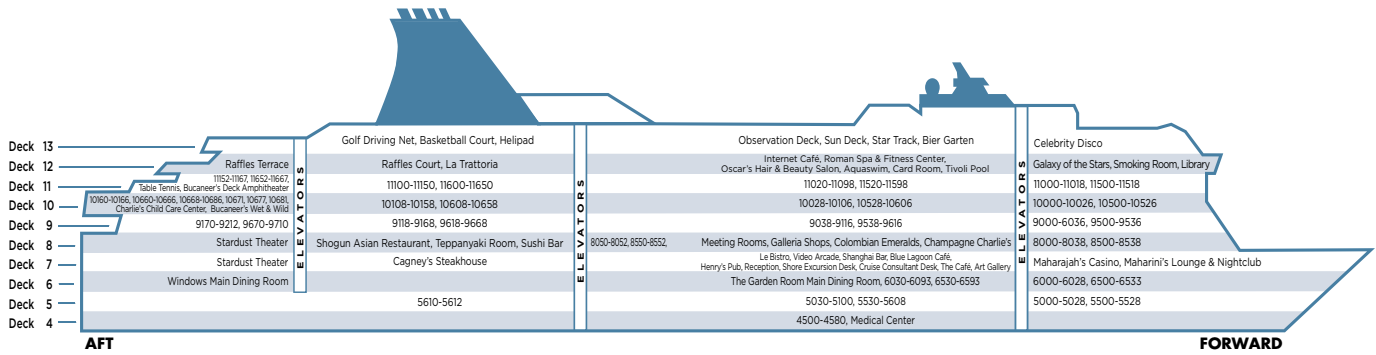 Deck 13
Golf Driving Net, Basketball Court, Helipad
Observation Deck, Sun Deck, Star Track, Bier Garten
Celebrity Disco
Deck 12
Raffles Terrace
Raffles Court, La Trattoria
Internet Café, Roman Spa & Fitness Center,
Oscar's Hair & Beauty Salon, Aquaswim, Card Room, Tivoli Pool
Galaxy of the Stars, Smoking Room, Library
Deck 11
11152-11167, 11652-11667,
Table Tennis, Bucaneer's Deck Amphitheater
11100-11150, 11600-11650
11020-11098, 11520-11598
11000-11018, 11500-11518
Deck 10
10160-10166, 10660-10666, 10668-10686, 10671, 10677, 10681,
Charlie's Child Care Center, Bucaneer's Wet & Wild
10108-10158, 10608-10658
10028-10106, 10528-10606
10000-10026, 10500-10526
Deck 9
9170-9212, 9670-9710
9118-9168, 9618-9668
9038-9116, 9538-9616
9000-6036, 9500-9536
Deck 8
Stardust Theater
Shogun Asian Restaurant, Teppanyaki Room, Sushi Bar
8050-8052, 8550-8552,
Meeting Rooms, Galleria Shops, Colombian Emeralds, Champagne Charlie's
8000-8038, 8500-8538
Deck 7
Stardust Theater
Cagney's Steakhouse
Le Bistro, Video Arcade, Shanghai Bar, Blue Lagoon Café,
Henry's Pub, Reception, Shore Excursion Desk, Cruise Consultant Desk, The Café, Art Gallery
Maharajah's Casino, Maharini's Lounge & Nightclub
Deck 6
Windows Main Dining Room
The Garden Room Main Dining Room, 6030-6093, 6530-6593
6000-6028, 6500-6533
Deck 5
5610-5612
5030-5100, 5530-5608
5000-5028, 5500-5528
Deck 4
4500-4580, Medical Center
ELEVATORS
ELEVATORS
ELEVATORS
AFT
FORWARD